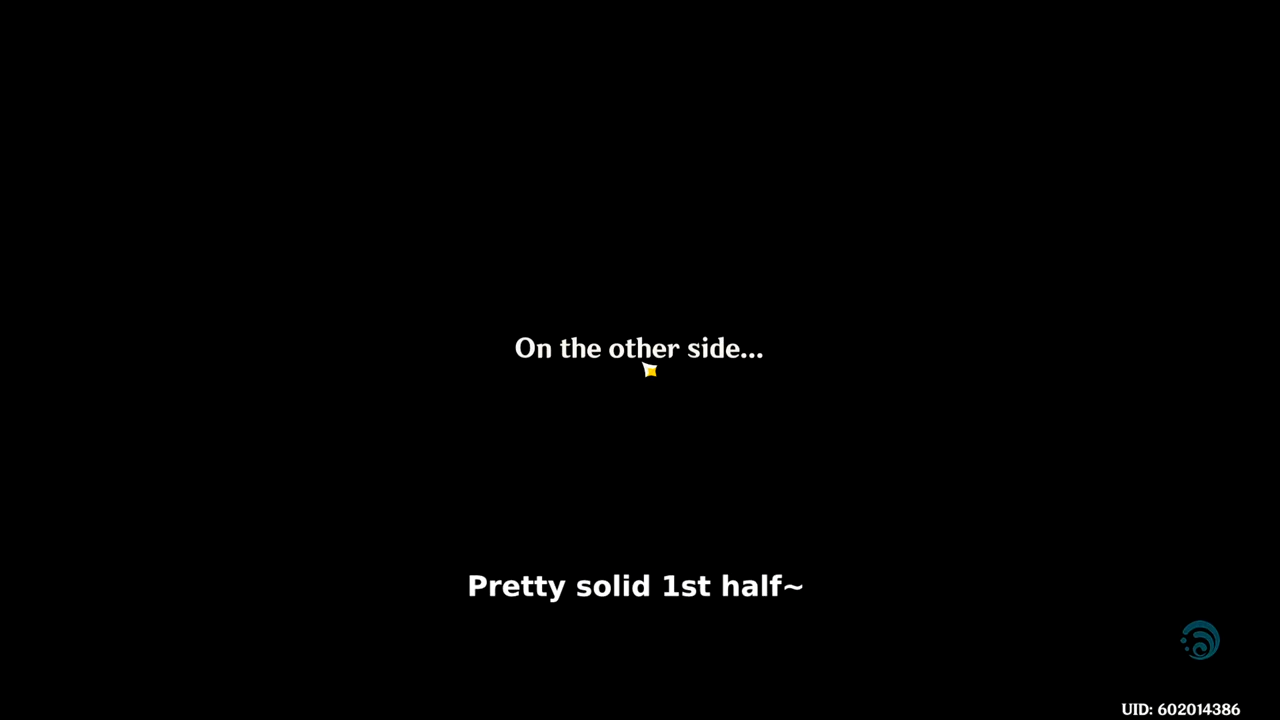 On the other side...
Pretty solid 1st half~
UID: 602014386